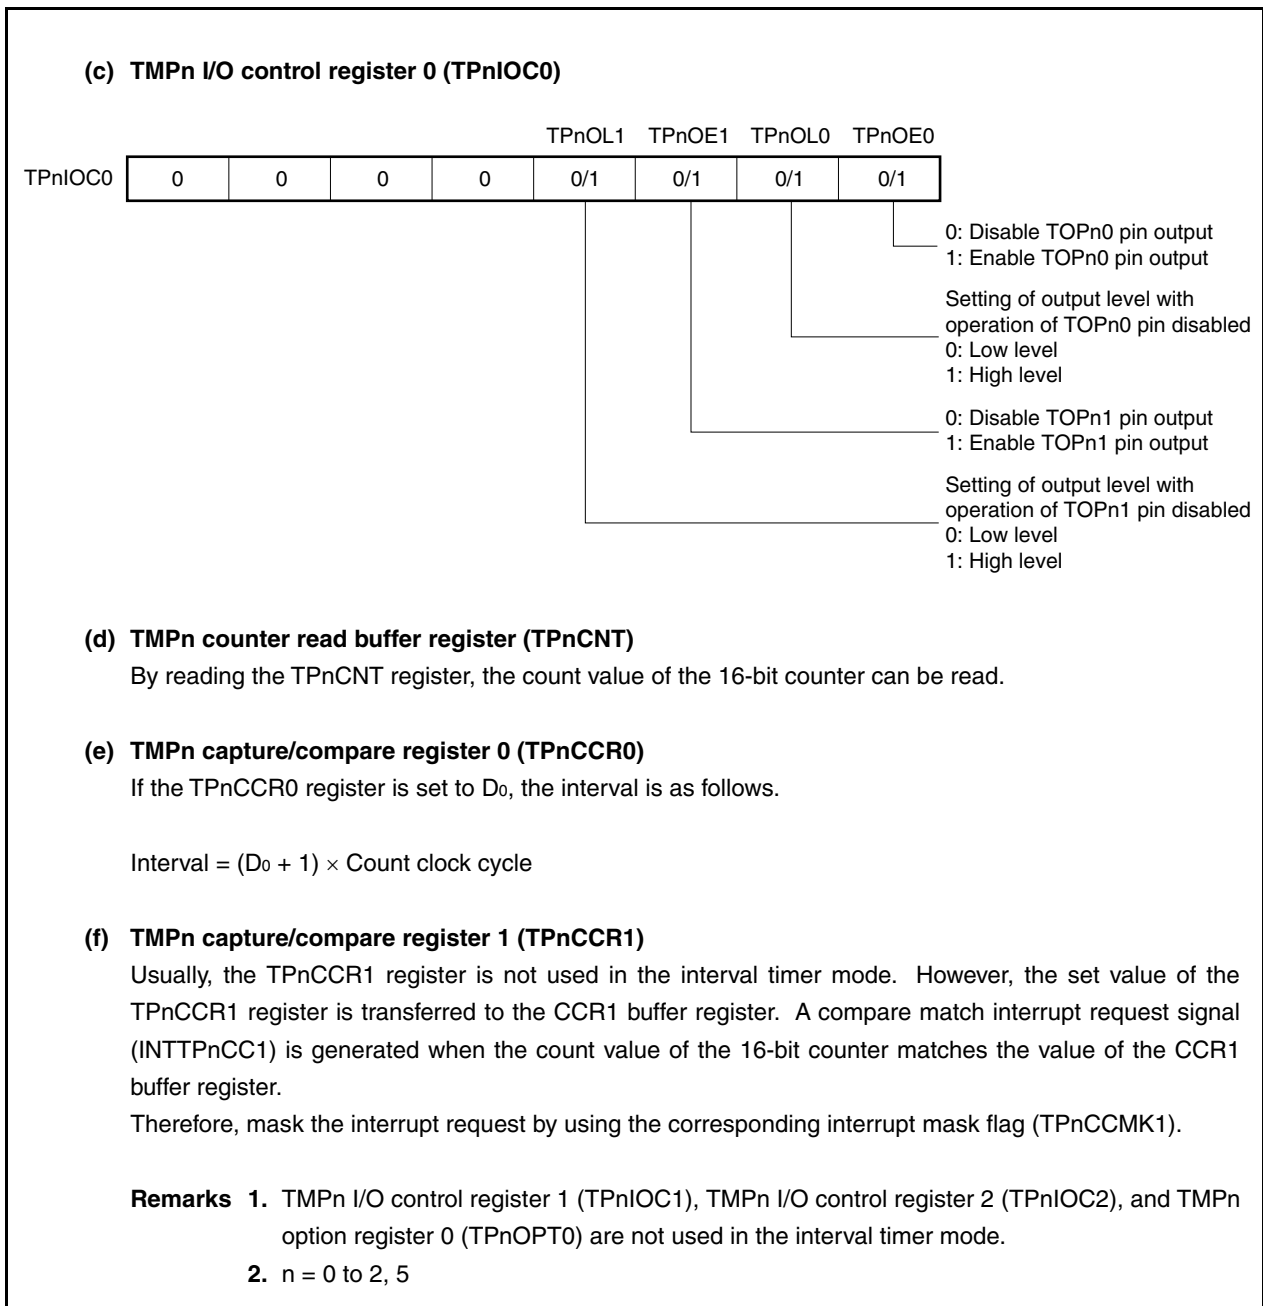 (c) TMPn I/O control register 0 (TPnIOC0)
TPnOL1 TPnOE1 TPnOL0 TPnOE0
TPnIOC0 0 0 0 0 0/1 0/1 0/1 0/1
0: Disable TOPn0 pin output
1: Enable TOPn0 pin output
Setting of output level with
operation of TOPn0 pin disabled
0: Low level
1: High level
0: Disable TOPn1 pin output
1: Enable TOPn1 pin output
Setting of output level with
operation of TOPn1 pin disabled
0: Low level
1: High level
(d) TMPn counter read buffer register (TPnCNT)
By reading the TPnCNT register, the count value of the 16-bit counter can be read.
(e) TMPn capture/compare register 0 (TPnCCR0)
If the TPnCCR0 register is set to D0, the interval is as follows.
Interval = (D0 + 1) × Count clock cycle
(f) TMPn capture/compare register 1 (TPnCCR1)
Usually, the TPnCCR1 register is not used in the interval timer mode. However, the set value of the
TPnCCR1 register is transferred to the CCR1 buffer register. A compare match interrupt request signal
(INTTPnCC1) is generated when the count value of the 16-bit counter matches the value of the CCR1
buffer register.
Therefore, mask the interrupt request by using the corresponding interrupt mask flag (TPnCCMK1).
Remarks 1. TMPn I/O control register 1 (TPnIOC1), TMPn I/O control register 2 (TPnIOC2), and TMPn
option register 0 (TPnOPT0) are not used in the interval timer mode.
2. n = 0 to 2, 5